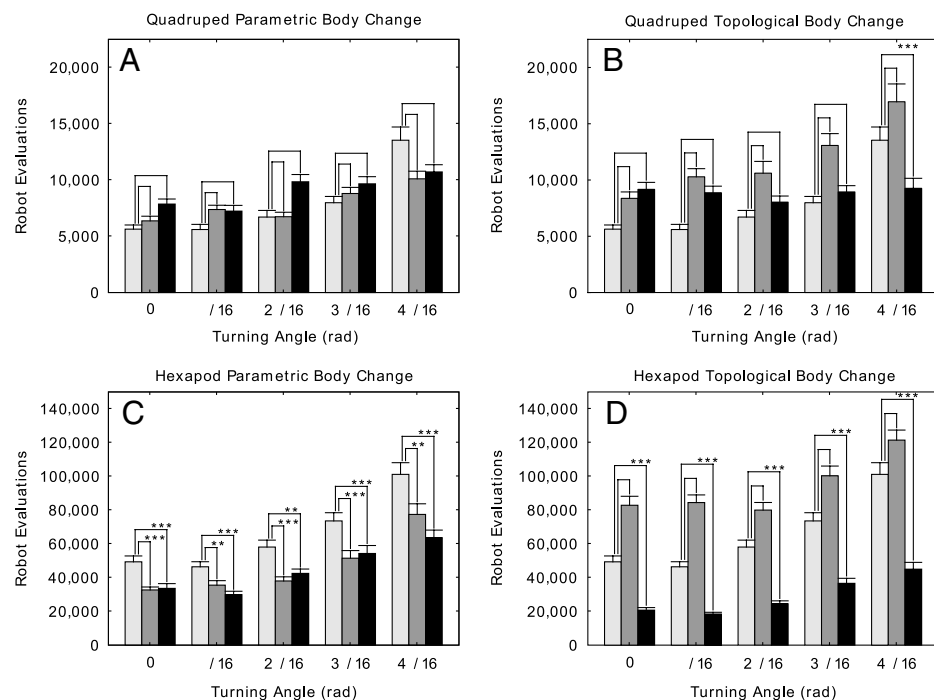 Quadruped Parametric Body Change
A
Robot Evaluations
20,000
15,000
10,000
5,000
0
0 / 16 2 / 16 3 / 16 4 / 16
Turning Angle (rad)
Quadruped Topological Body Change
B
***
Robot Evaluations
20,000
15,000
10,000
5,000
0
0 / 16 2 / 16 3 / 16 4 / 16
Turning Angle (rad)
Hexapod Parametric Body Change
C
Robot Evaluations
140,000
120,000
100,000
80,000
60,000
40,000
20,000
0
*** *** ** *** ***
*** ** *** *** **
0 / 16 2 / 16 3 / 16 4 / 16
Turning Angle (rad)
Hexapod Topological Body Change
D
Robot Evaluations
140,000
120,000
100,000
80,000
60,000
40,000
20,000
0
*** *** *** *** ***
0 / 16 2 / 16 3 / 16 4 / 16
Turning Angle (rad)